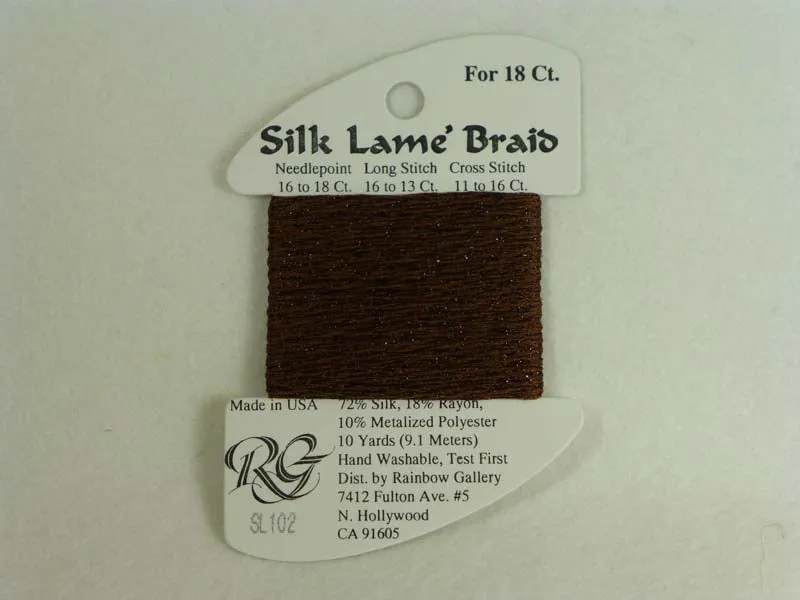 For 18 Ct.
Silk Lame' Braid
Needlepoint Long Stitch Cross Stitch
16 to 18 Ct. 16 to 13 Ct. 11 to 16 Ct.
Made in USA
72% Silk, 18% Rayon,
10% Metalized Polyester
10 Yards (9.1 Meters)
Hand Washable, Test First
Dist. by Rainbow Gallery
7412 Fulton Ave. #5
N. Hollywood
CA 91605
RG
SL102